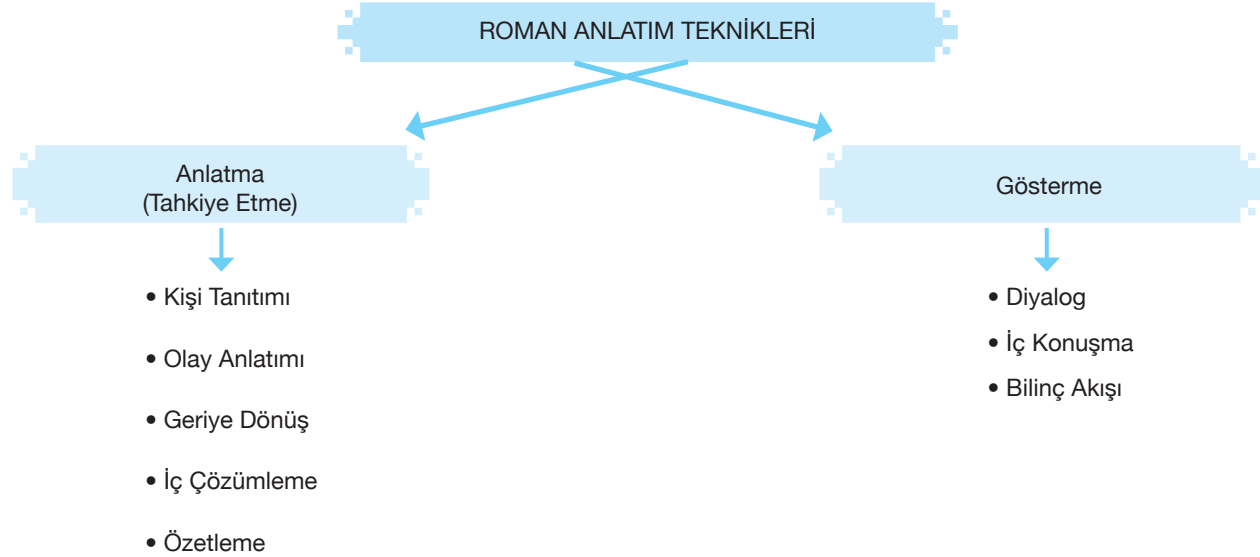 ROMAN ANLATIM TEKNİKLERİ
Anlatma
(Tahkiye Etme)
• Kişi Tanıtımı
• Olay Anlatımı
• Geriye Dönüş
• İç Çözümleme
• Özetleme
Gösterme
• Diyalog
• İç Konuşma
• Bilinç Akışı